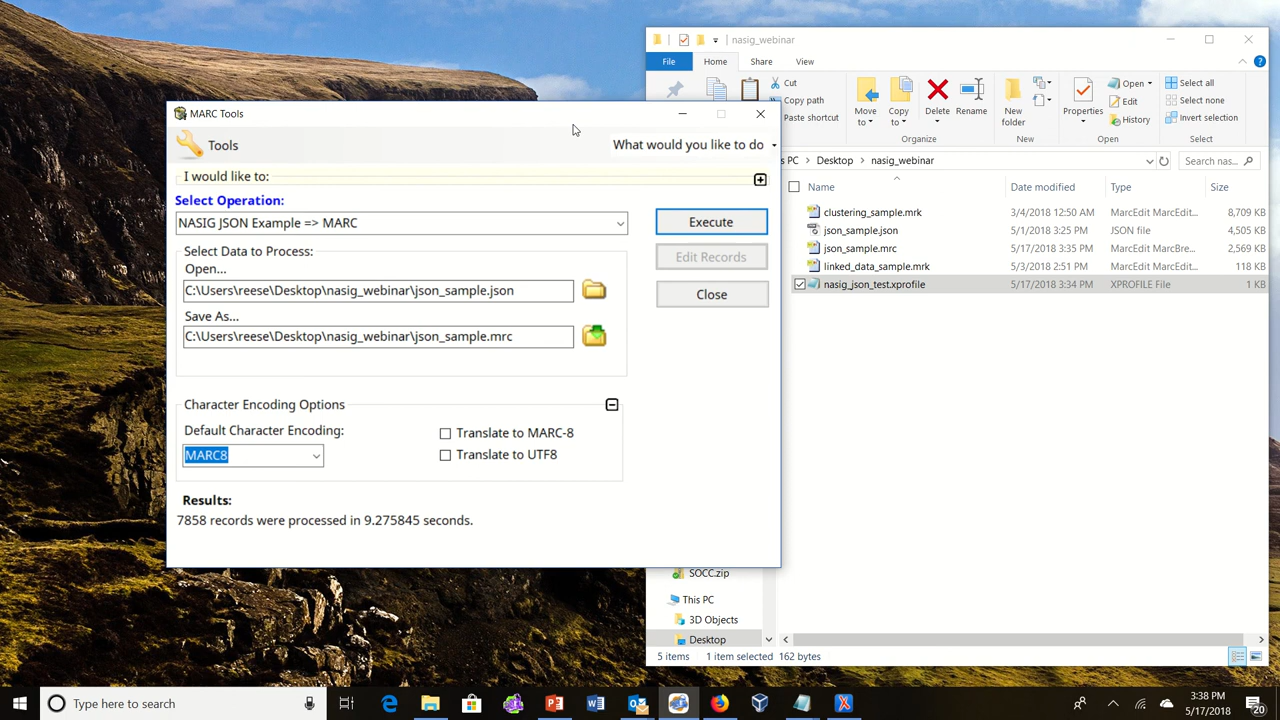 nasig_webinar
File Home Share View
Cut
Copy path
Paste shortcut
Move to
Copy to
Delete
Rename
New folder
Properties
Open
Edit
History
Select all
Select none
Invert selection
Organize New Open Select
s PC > Desktop > nasig_webinar
Search nas...
Name Date modified Type Size
clustering_sample.mrk 3/4/2018 12:50 AM MarcEdit MarcEdit... 8,709 KB
json_sample.json 5/1/2018 3:25 PM JSON file 4,505 KB
json_sample.mrc 5/17/2018 3:35 PM MarcEdit MarcBre... 2,569 KB
linked_data_sample.mrk 5/3/2018 2:51 PM MarcEdit MarcEdit... 118 KB
nasig_json_test.xprofile 5/17/2018 3:34 PM XPROFILE File 1 KB
SOCC.zip
This PC
3D Objects
Desktop
5 items 1 item selected 162 bytes
MARC Tools
Tools
What would you like to do
I would like to:
Select Operation:
NASIG JSON Example => MARC
Execute
Select Data to Process:
Edit Records
Open...
C:\Users\reese\Desktop\nasig_webinar\json_sample.json
Close
Save As...
C:\Users\reese\Desktop\nasig_webinar\json_sample.mrc
Character Encoding Options
Default Character Encoding:
MARC8
Translate to MARC-8
Translate to UTF8
Results:
7858 records were processed in 9.275845 seconds.
Type here to search
3:38 PM
5/17/2018
20